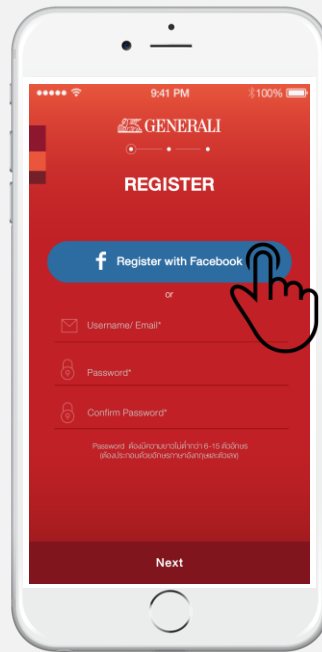 9:41 PM 100%
GENERALI
REGISTER
f Register with Facebook
or
Username/ Email*
Password*
Confirm Password*
Password ต้องมีความยาวไม่ต่ำกว่า 6-15 ตัวอักษร
(ต้องประกอบด้วยอักษรภาษาอังกฤษและตัวเลข)
Next